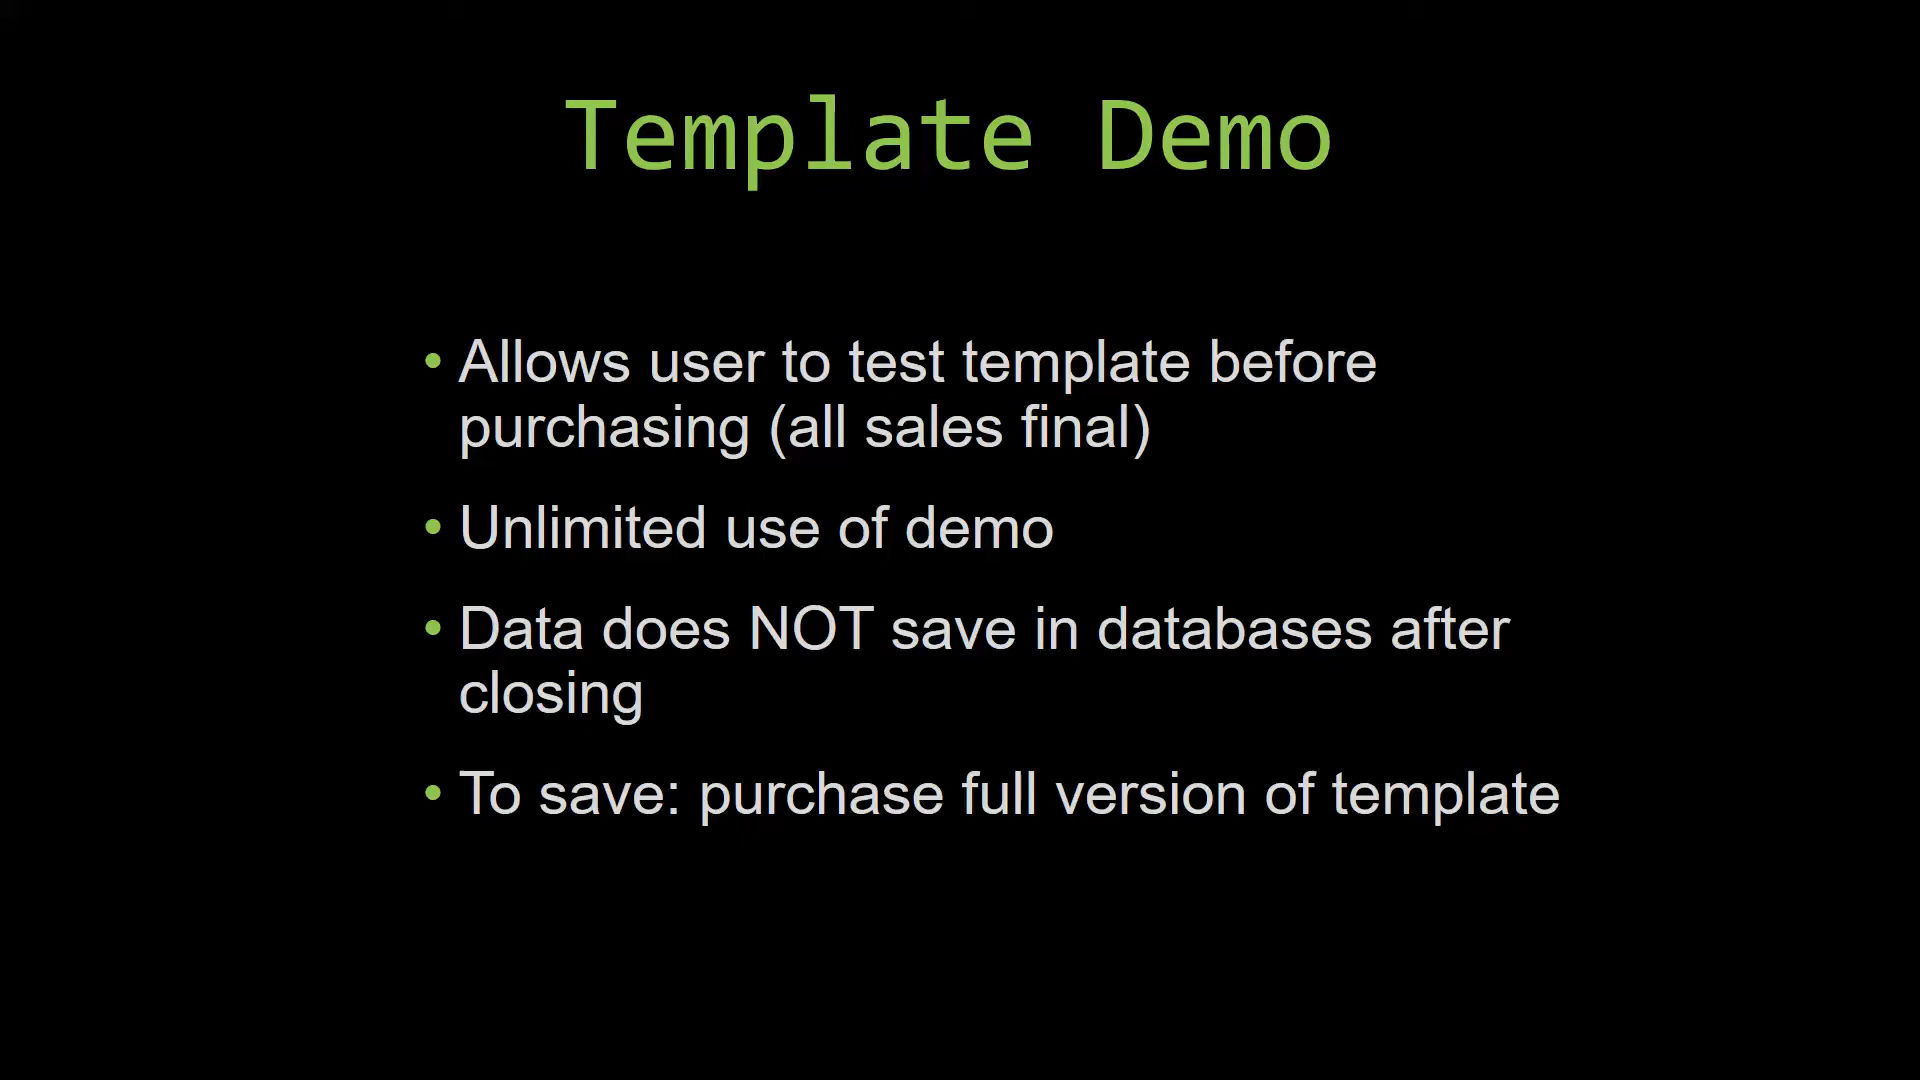 Template Demo
• Allows user to test template before
purchasing (all sales final)
• Unlimited use of demo
• Data does NOT save in databases after
closing
• To save: purchase full version of template